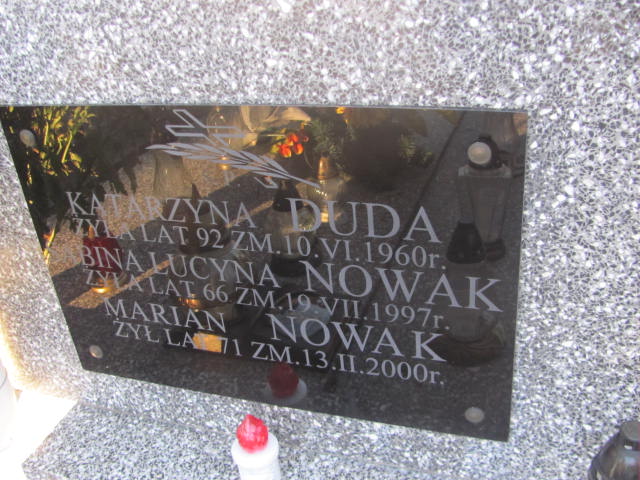 KATARZYNA DUDA
ŻYŁA LAT 92 ZM.10.VI.1960r.
BINA LUCYNA NOWAK
ŻYŁA LAT 66 ZM.19.VII.1997r.
MARIAN NOWAK
ŻYŁ LAT 71 ZM.13.II.2000r.